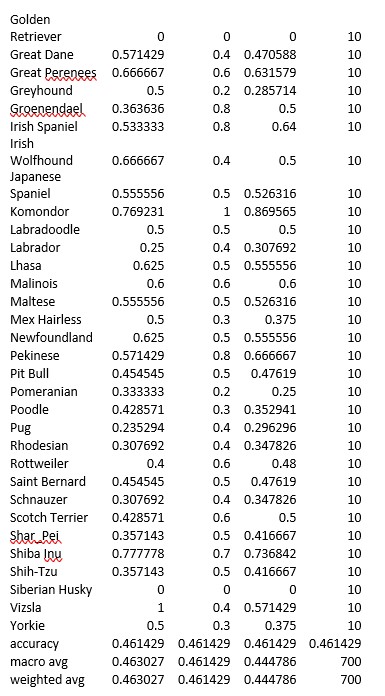 Golden
Retriever 0 0 0 10
Great Dane 0.571429 0.4 0.470588 10
Great Perenees 0.666667 0.6 0.631579 10
Greyhound 0.5 0.2 0.285714 10
Groenendael 0.363636 0.8 0.5 10
Irish Spaniel 0.533333 0.8 0.64 10
Irish
Wolfhound 0.666667 0.4 0.5 10
Japanese
Spaniel 0.555556 0.5 0.526316 10
Komondor 0.769231 1 0.869565 10
Labradoodle 0.5 0.5 0.5 10
Labrador 0.25 0.4 0.307692 10
Lhasa 0.625 0.5 0.555556 10
Malinois 0.6 0.6 0.6 10
Maltese 0.555556 0.5 0.526316 10
Mex Hairless 0.5 0.3 0.375 10
Newfoundland 0.625 0.5 0.555556 10
Pekinese 0.571429 0.8 0.666667 10
Pit Bull 0.454545 0.5 0.47619 10
Pomeranian 0.333333 0.2 0.25 10
Poodle 0.428571 0.3 0.352941 10
Pug 0.235294 0.4 0.296296 10
Rhodesian 0.307692 0.4 0.347826 10
Rottweiler 0.4 0.6 0.48 10
Saint Bernard 0.454545 0.5 0.47619 10
Schnauzer 0.307692 0.4 0.347826 10
Scotch Terrier 0.428571 0.6 0.5 10
Shar_Pei 0.357143 0.5 0.416667 10
Shiba Inu 0.777778 0.7 0.736842 10
Shih-Tzu 0.357143 0.5 0.416667 10
Siberian Husky 0 0 0 10
Vizsla 1 0.4 0.571429 10
Yorkie 0.5 0.3 0.375 10
accuracy 0.461429 0.461429 0.461429 0.461429
macro avg 0.463027 0.461429 0.444786 700
weighted avg 0.463027 0.461429 0.444786 700